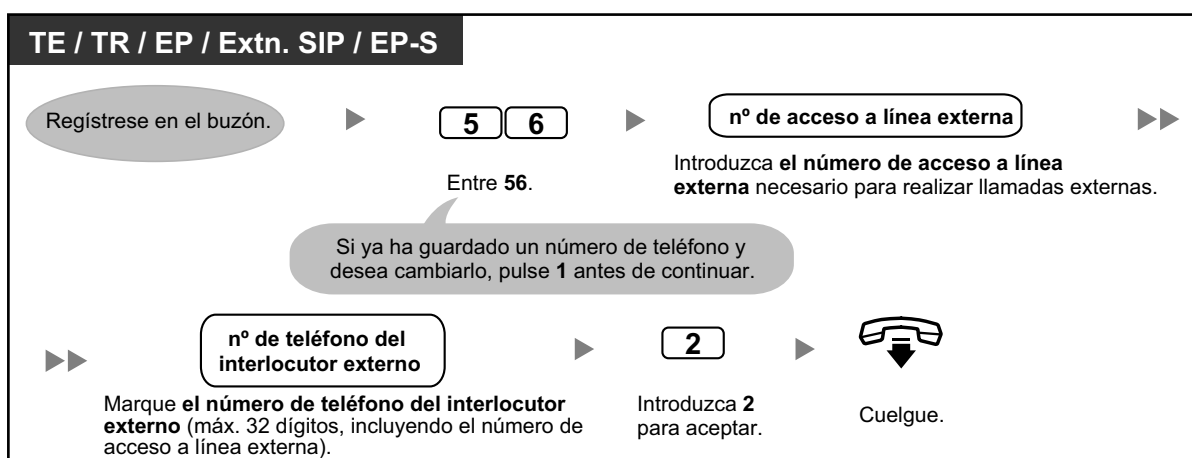 TE / TR / EP / Extn. SIP / EP-S
Regístrese en el buzón.
5 6
nº de acceso a línea externa
Entre 56.
Introduzca el número de acceso a línea
externa necesario para realizar llamadas externas.
Si ya ha guardado un número de teléfono y
desea cambiarlo, pulse 1 antes de continuar.
nº de teléfono del
interlocutor externo
2
Marque el número de teléfono del interlocutor
externo (máx. 32 dígitos, incluyendo el número de
acceso a línea externa).
Introduzca 2
para aceptar.
Cuelgue.